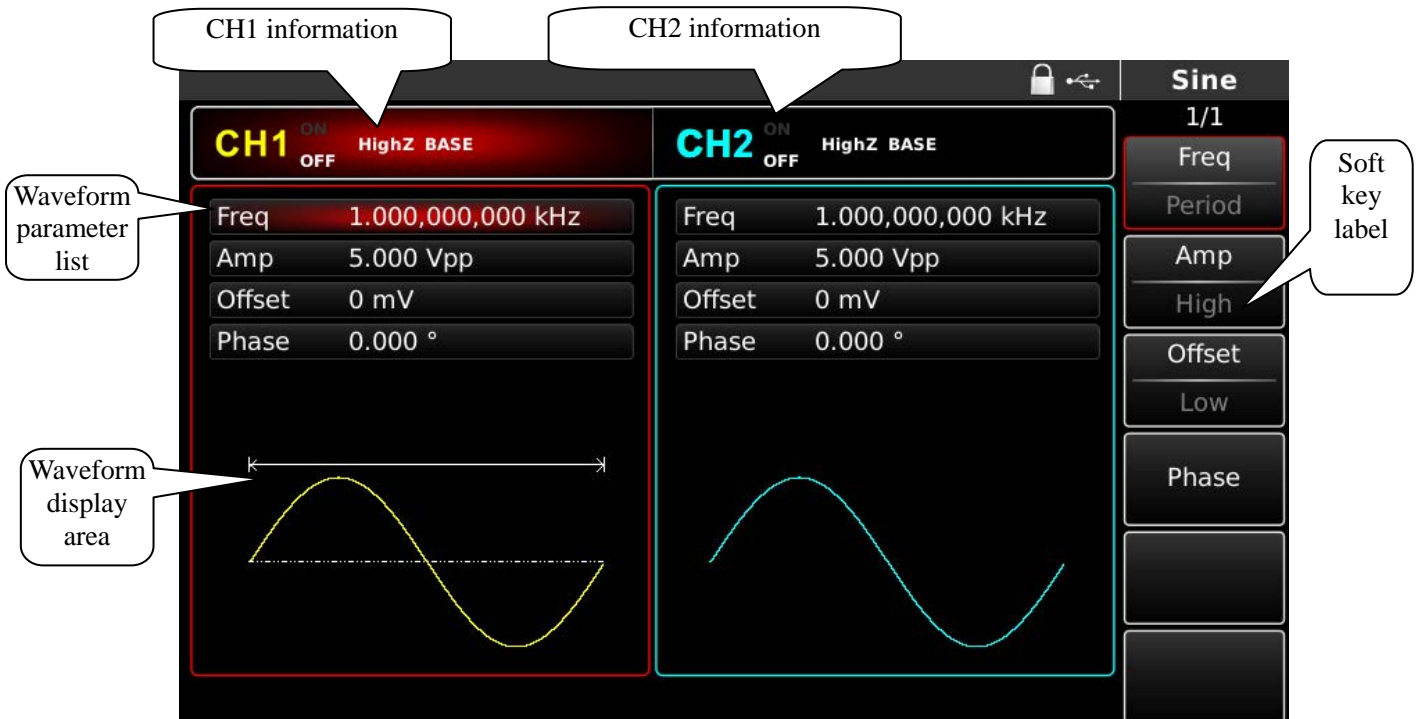 CH1 information
CH2 information
Sine
1/1
CH1 ON OFF HighZ BASE
CH2 ON OFF HighZ BASE
Waveform
parameter
list
Freq 1.000,000,000 kHz
Amp 5.000 Vpp
Offset 0 mV
Phase 0.000 °
Freq 1.000,000,000 kHz
Amp 5.000 Vpp
Offset 0 mV
Phase 0.000 °
Freq
Period
Amp
High
Offset
Low
Phase
Soft
key
label
Waveform
display
area